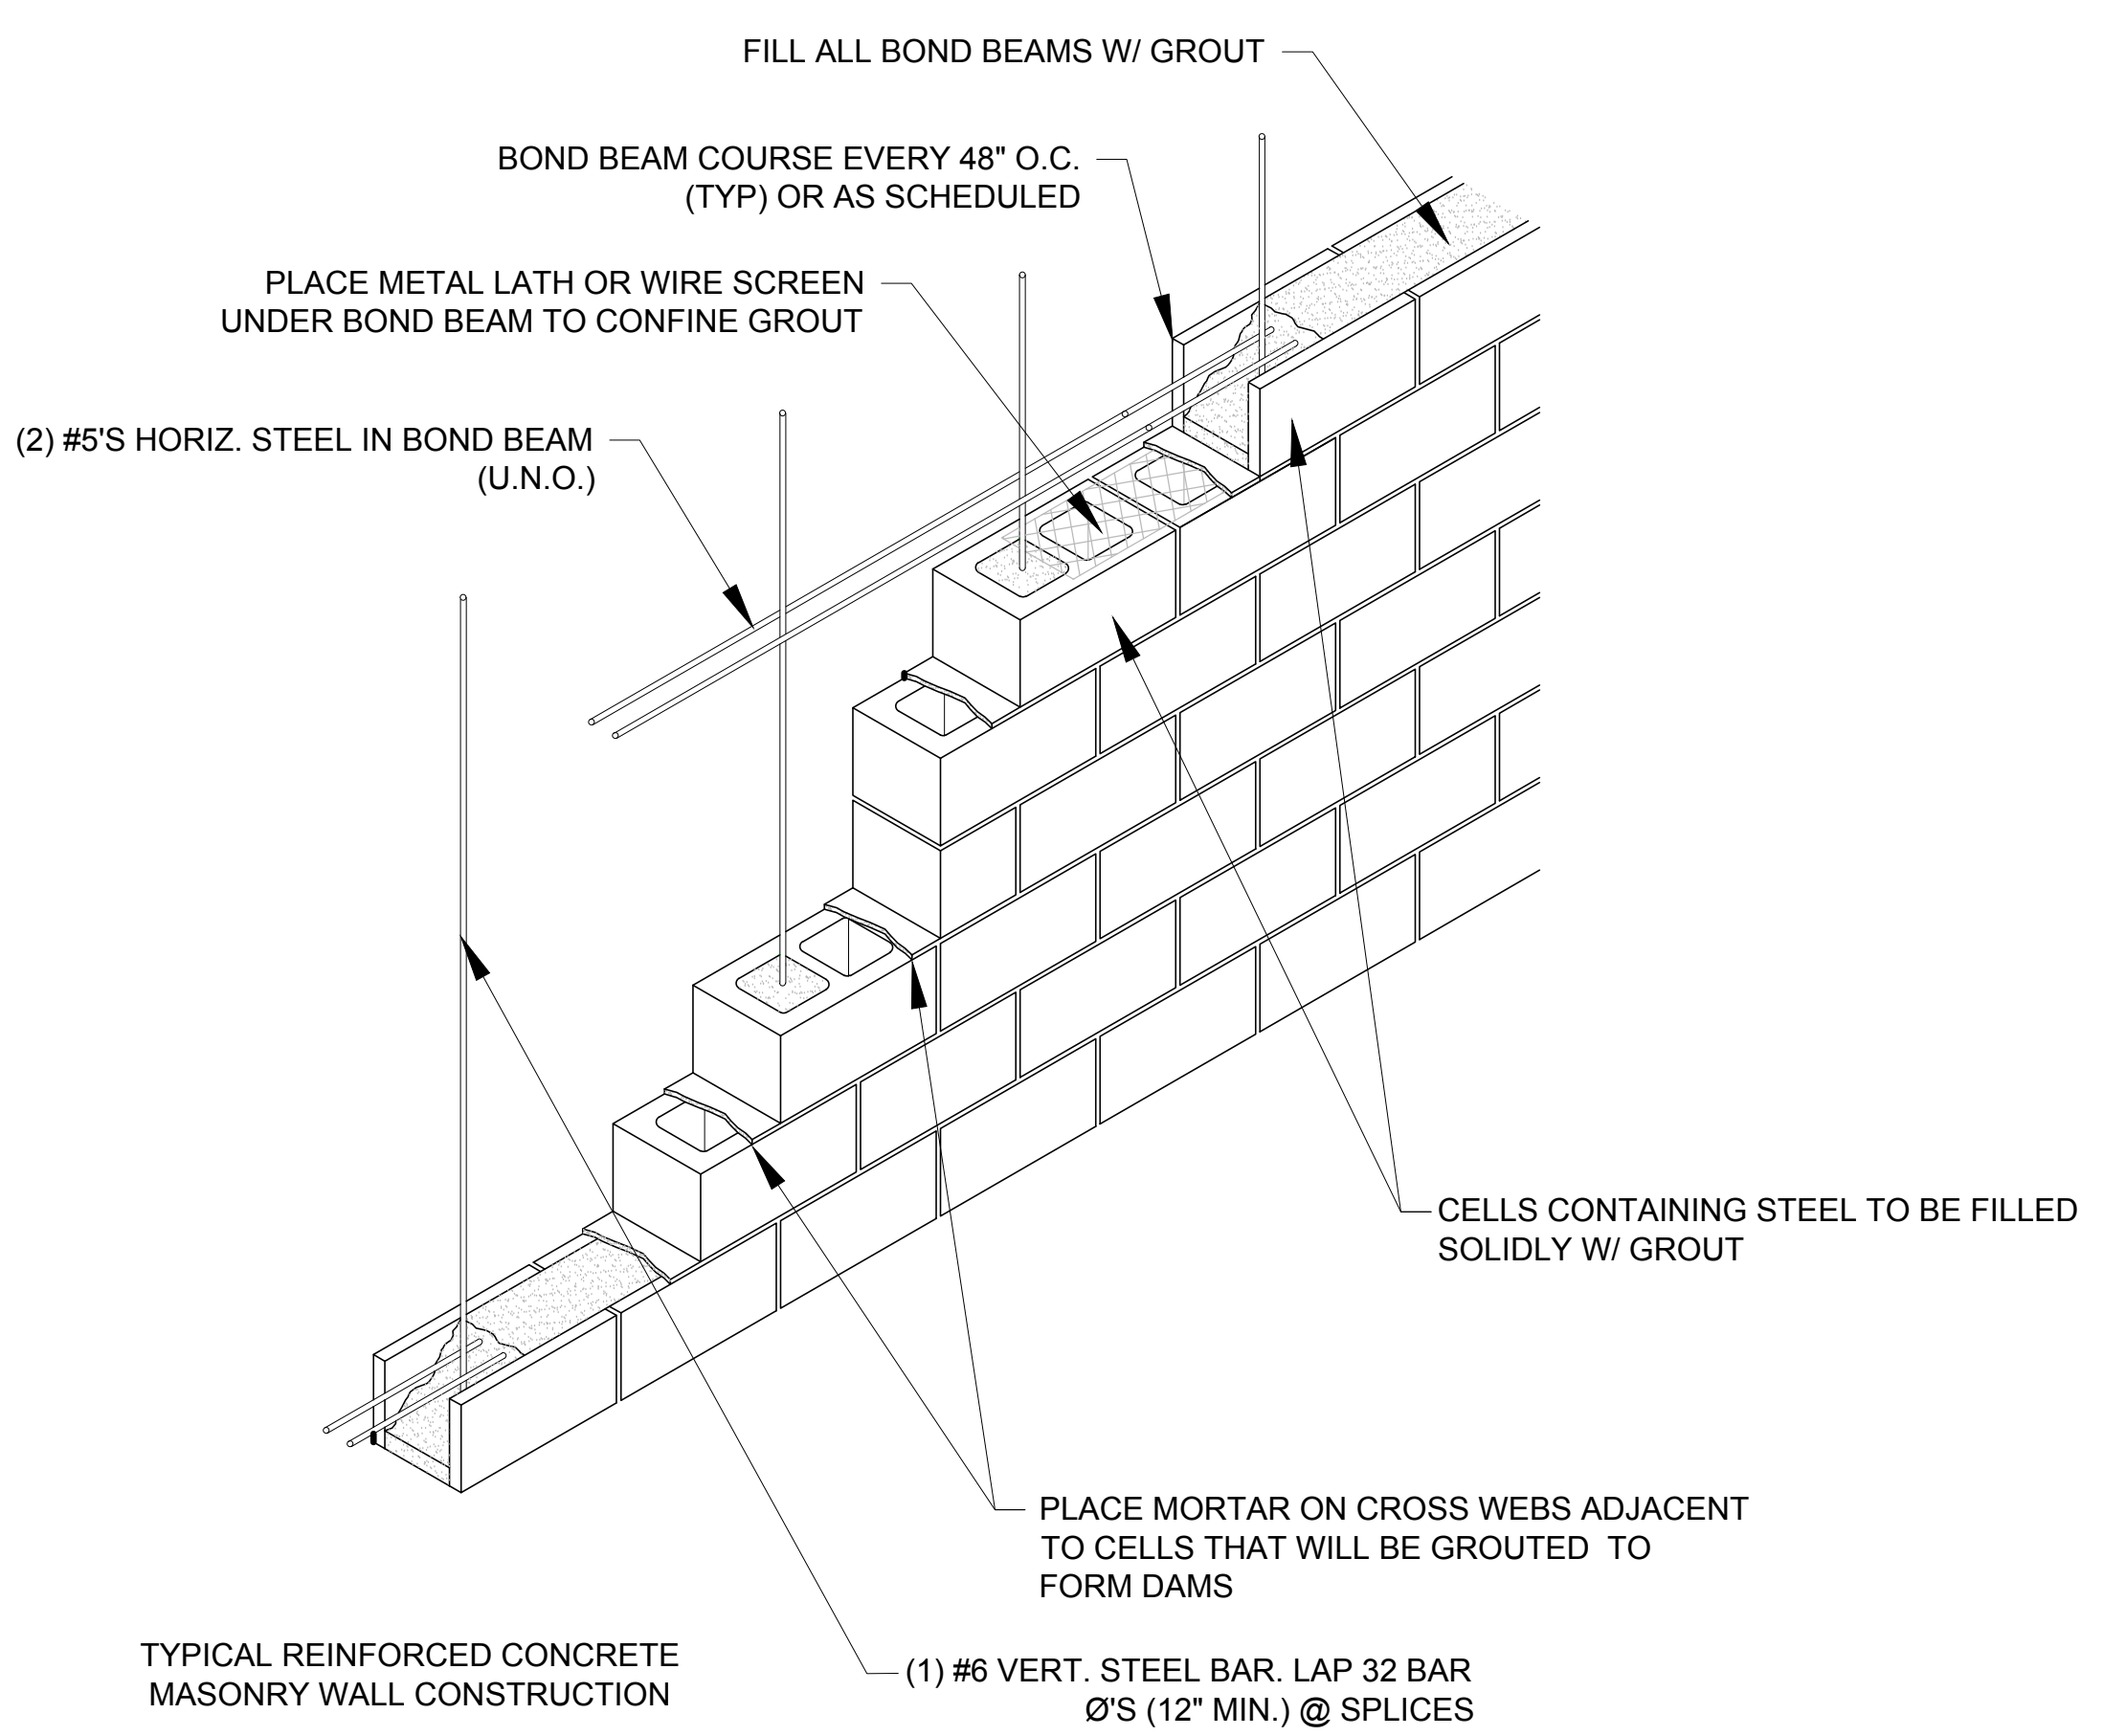 FILL ALL BOND BEAMS W/ GROUT
BOND BEAM COURSE EVERY 48" O.C.
(TYP) OR AS SCHEDULED
PLACE METAL LATH OR WIRE SCREEN
UNDER BOND BEAM TO CONFINE GROUT
(2) #5'S HORIZ. STEEL IN BOND BEAM
(U.N.O.)
CELLS CONTAINING STEEL TO BE FILLED
SOLIDLY W/ GROUT
PLACE MORTAR ON CROSS WEBS ADJACENT
TO CELLS THAT WILL BE GROUTED  TO
FORM DAMS
(1) #6 VERT. STEEL BAR. LAP 32 BAR
Ø'S (12" MIN.) @ SPLICES
TYPICAL REINFORCED CONCRETE
MASONRY WALL CONSTRUCTION